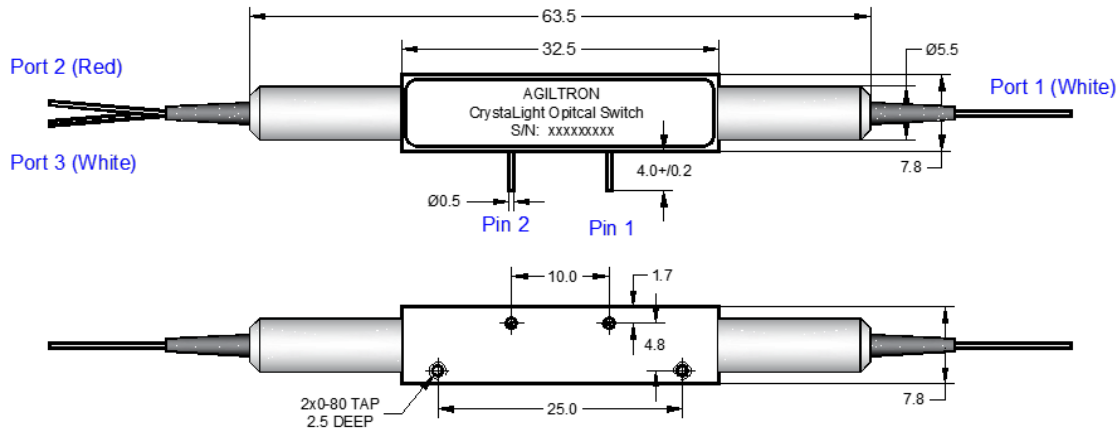 63.5
32.5
Ø5.5
Port 2 (Red)
Port 1 (White)
AGILTRON
CrystaLight Opitcal Switch
S/N: xxxxxxxxx
Port 3 (White)
4.0+/0.2
7.8
Ø0.5
Pin 2
Pin 1
10.0
1.7
4.8
2x0-80 TAP
2.5 DEEP
25.0
7.8